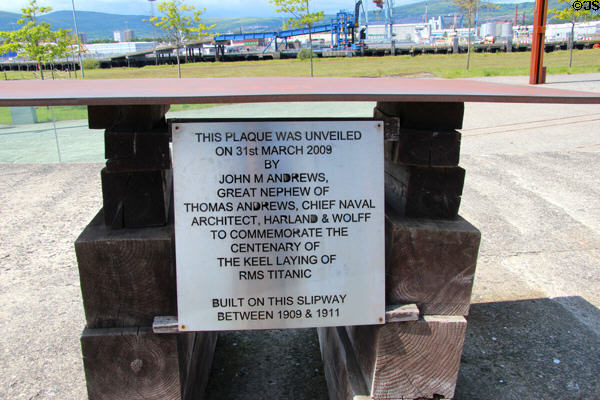 THIS PLAQUE WAS UNVEILED
ON 31st MARCH 2009
BY
JOHN M ANDREWS,
GREAT NEPHEW OF
THOMAS ANDREWS, CHIEF NAVAL
ARCHITECT, HARLAND & WOLFF
TO COMMEMORATE THE
CENTENARY OF
THE KEEL LAYING OF
RMS TITANIC
BUILT ON THIS SLIPWAY
BETWEEN 1909 & 1911